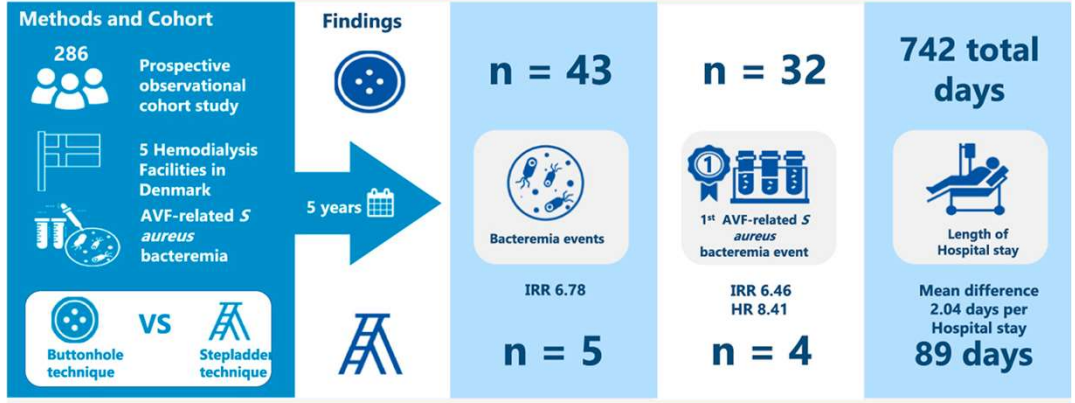 Methods and Cohort
286
Prospective
observational
cohort study
5 Hemodialysis
Facilities in
Denmark
AVF-related S
aureus
bacteremia
Buttonhole
technique
VS
Stepladder
technique
Findings
5 years
n = 43
Bacteremia events
IRR 6.78
n = 5
n = 32
1
1st AVF-related S
aureus
bacteremia event
IRR 6.46
HR 8.41
n = 4
742 total
days
Length of
Hospital stay
Mean difference
2.04 days per
Hospital stay
89 days